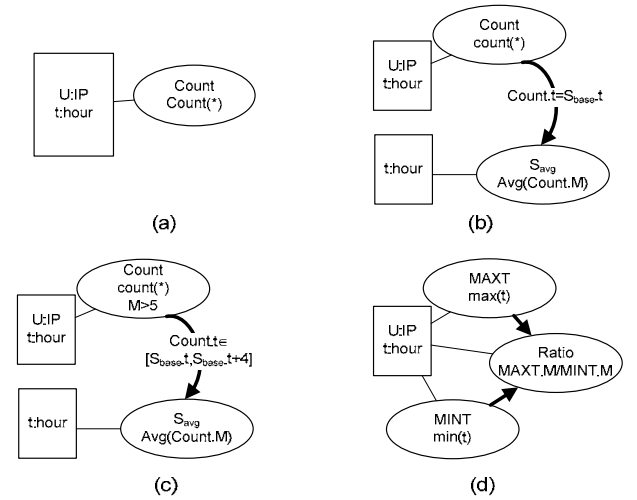 U:IP
t:hour
Count
Count(*)
(a)
Count
count(*)
U:IP
t:hour
Count.t=Sbase.t
t:hour
Savg
Avg(Count.M)
(b)
Count
count(*)
M>5
U:IP
t:hour
Count.t∈
[Sbase.t,Sbase.t+4]
t:hour
Savg
Avg(Count.M)
(c)
MAXT
max(t)
U:IP
t:hour
Ratio
MAXT.M/MINT.M
MINT
min(t)
(d)